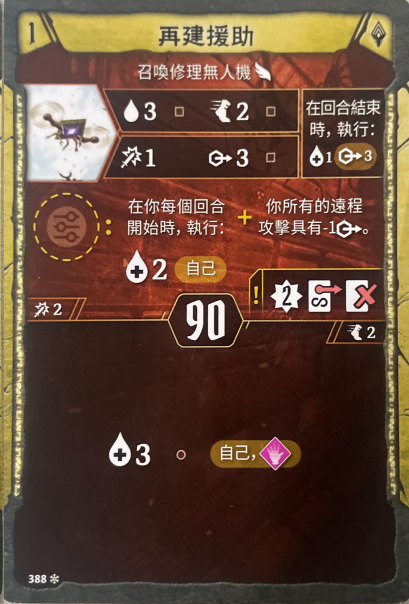 1 再建援助
召喚修理無人機
3 2
1 3
在回合結束
時，執行：
1 3
在你每個回合
開始時，執行：
2 自己
+ 你所有的遠程
攻擊具有-1。
! 2
2
90
2
3 自己，
388